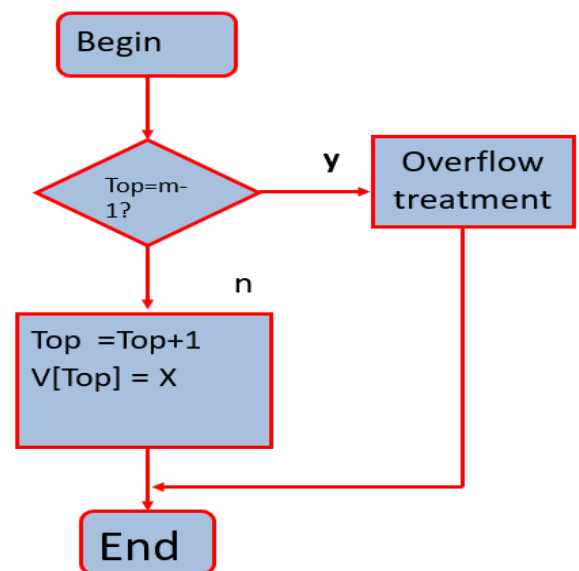 Begin
Top=m-
1?
y
Overflow
treatment
n
Top =Top+1
V[Top] = X
End